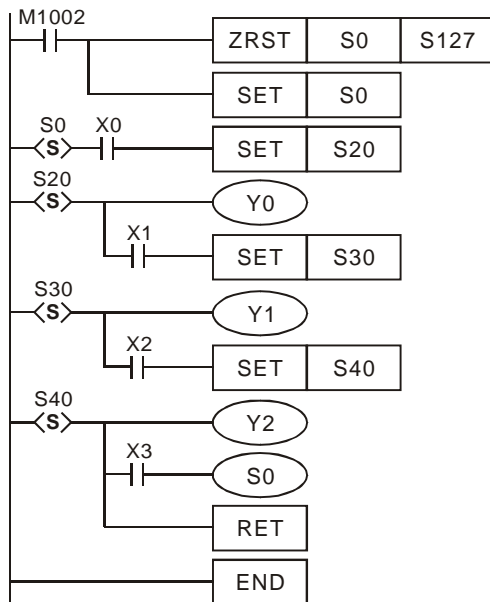 M1002
ZRST S0 S127
SET S0
S0 X0
S SET S20
S20
S Y0
X1
SET S30
S30
S Y1
X2
SET S40
S40
S Y2
X3
S0
RET
END